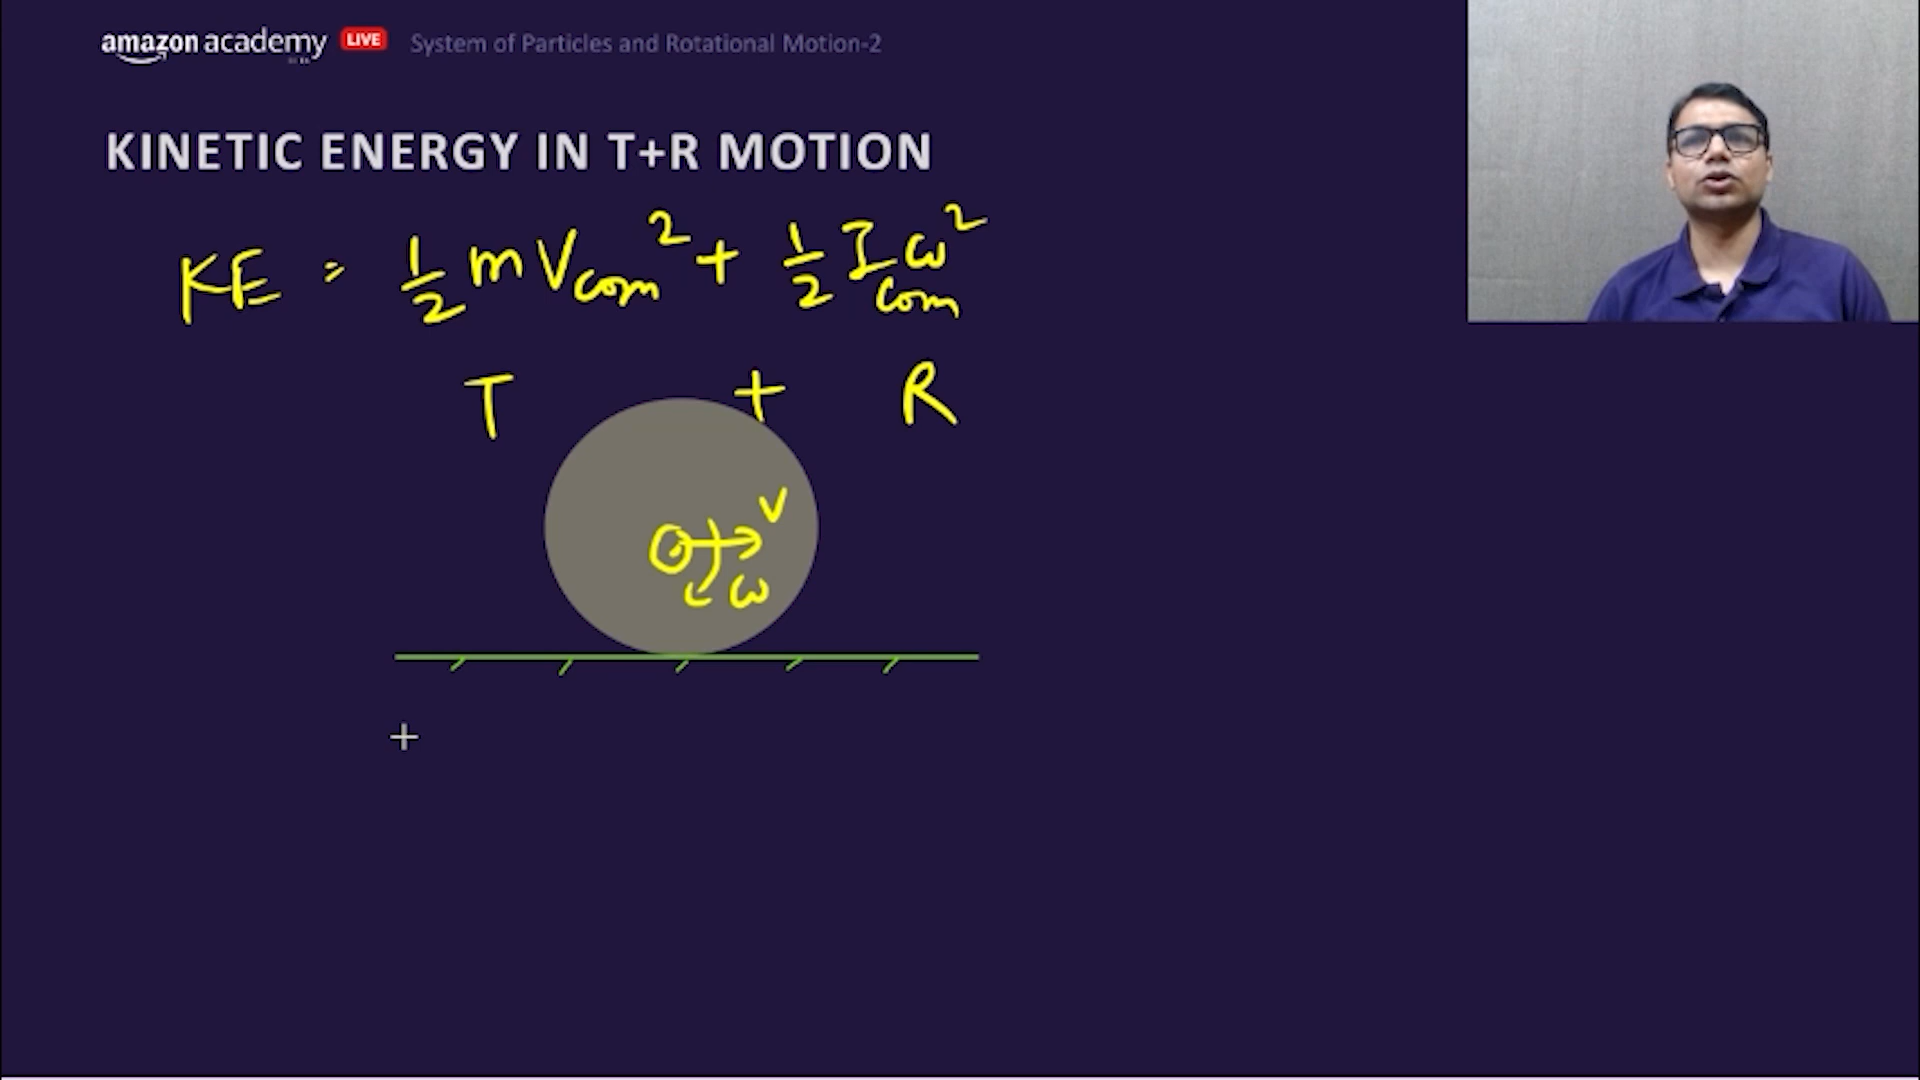 amazon academy LIVE System of Particles and Rotational Motion-2
KINETIC ENERGY IN T+R MOTION
KE = 1/2 m V_com² + 1/2 I_com ω²
T + R
V
ω